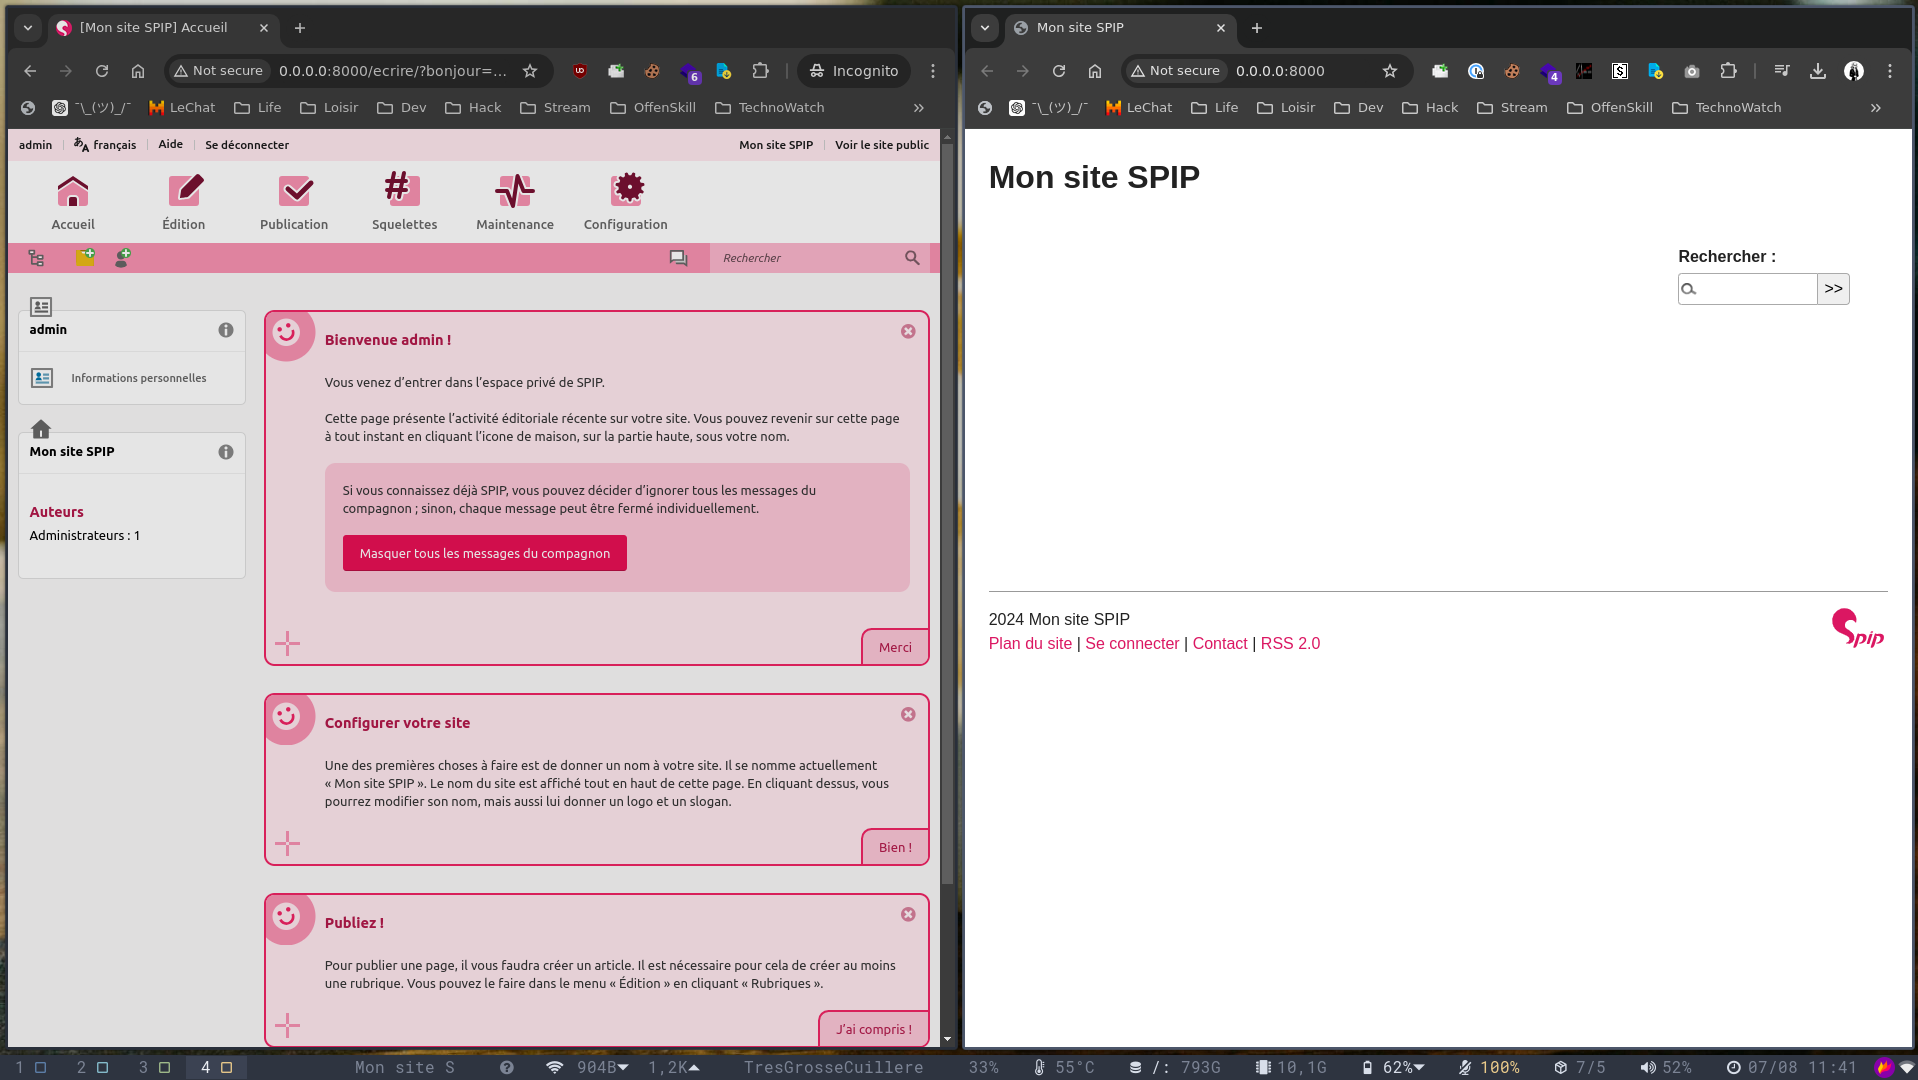 [Mon site SPIP] Accueil
Not secure
0.0.0.0:8000/ecrire/?bonjour=...
6
Incognito
¯\_(ツ)_/¯
LeChat
Life
Loisir
Dev
Hack
Stream
OffenSkill
TechnoWatch
»
admin
français
Aide
Se déconnecter
Mon site SPIP
Voir le site public
Accueil
Édition
Publication
Squelettes
Maintenance
Configuration
Rechercher
admin
Informations personnelles
Mon site SPIP
Auteurs
Administrateurs : 1
Bienvenue admin !
Vous venez d’entrer dans l’espace privé de SPIP.
Cette page présente l’activité éditoriale récente sur votre site. Vous pouvez revenir sur cette page
à tout instant en cliquant l’icone de maison, sur la partie haute, sous votre nom.
Si vous connaissez déjà SPIP, vous pouvez décider d’ignorer tous les messages du
compagnon ; sinon, chaque message peut être fermé individuellement.
Masquer tous les messages du compagnon
Merci
Configurer votre site
Une des premières choses à faire est de donner un nom à votre site. Il se nomme actuellement
« Mon site SPIP ». Le nom du site est affiché tout en haut de cette page. En cliquant dessus, vous
pourrez modifier son nom, mais aussi lui donner un logo et un slogan.
Bien !
Publiez !
Pour publier une page, il vous faudra créer un article. Il est nécessaire pour cela de créer au moins
une rubrique. Vous pouvez le faire dans le menu « Édition » en cliquant « Rubriques ».
J’ai compris !
Mon site SPIP
Not secure
0.0.0.0:8000
4
¯\_(ツ)_/¯
LeChat
Life
Loisir
Dev
Hack
Stream
OffenSkill
TechnoWatch
»
Mon site SPIP
Rechercher :
>>
2024 Mon site SPIP
Plan du site | Se connecter | Contact | RSS 2.0
Spip
1 2 3 4 Mon site S 904B 1,2K TresGrosseCuillere 33% 55°C /: 793G 10,1G 62% 100% 7/5 52% 07/08 11:41